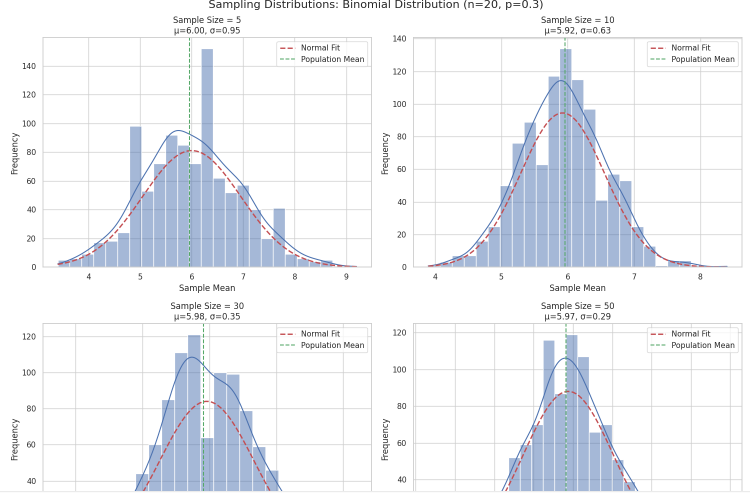 Sampling Distributions: Binomial Distribution (n=20, p=0.3)
Sample Size = 5
μ=6.00, σ=0.95
Normal Fit
Population Mean
Frequency
140
120
100
80
60
40
20
0
4 5 6 7 8 9
Sample Mean
Sample Size = 10
μ=5.92, σ=0.63
Normal Fit
Population Mean
Frequency
140
120
100
80
60
40
20
0
4 5 6 7 8
Sample Mean
Sample Size = 30
μ=5.98, σ=0.35
Normal Fit
Population Mean
Frequency
120
100
80
60
40
Sample Size = 50
μ=5.97, σ=0.29
Normal Fit
Population Mean
Frequency
120
100
80
60
40